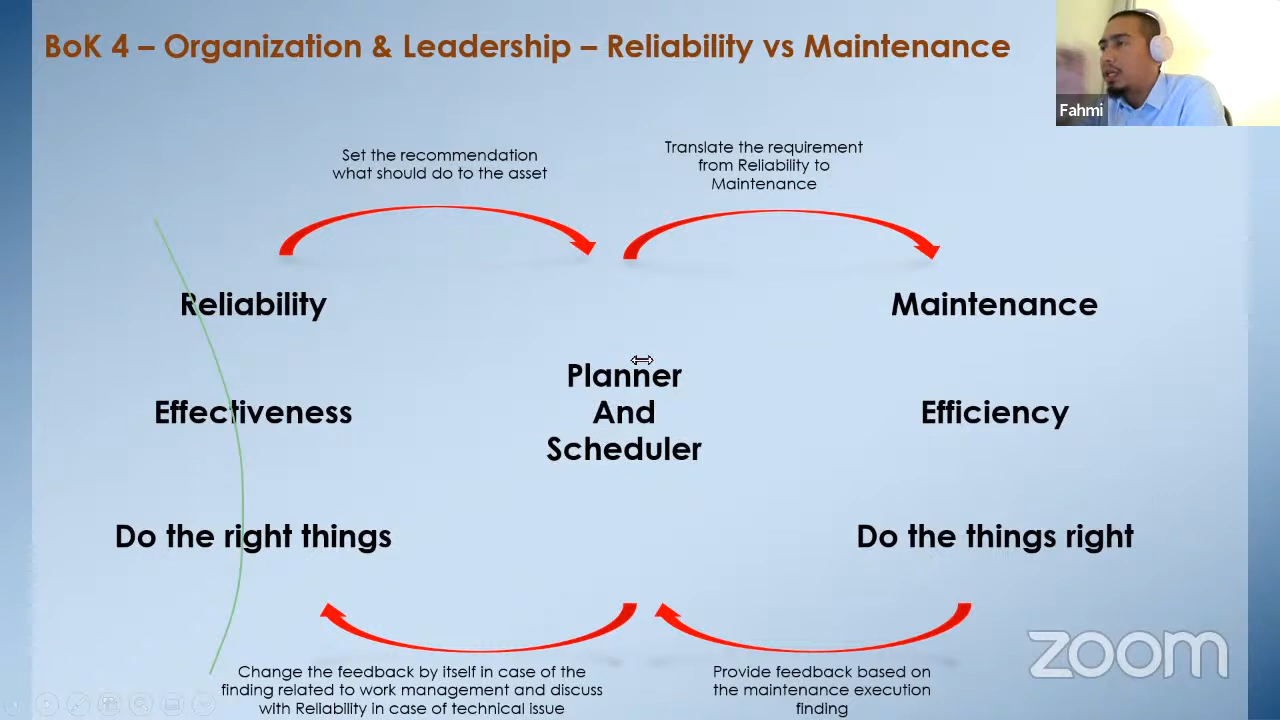 BoK 4 – Organization & Leadership – Reliability vs Maintenance
Fahmi
Set the recommendation
what should do to the asset
Translate the requirement
from Reliability to
Maintenance
Reliability
Maintenance
Planner
And
Scheduler
Effectiveness
Efficiency
Do the right things
Do the things right
Change the feedback by itself in case of the
finding related to work management and discuss
with Reliability in case of technical issue
Provide feedback based on
the maintenance execution
finding
zoom